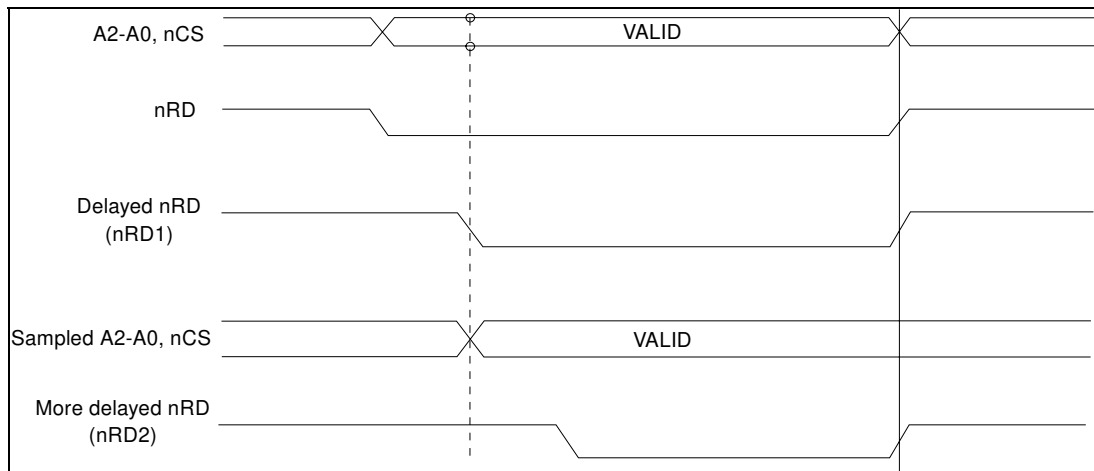 A2-A0, nCS
VALID
nRD
Delayed nRD
(nRD1)
Sampled A2-A0, nCS
VALID
More delayed nRD
(nRD2)